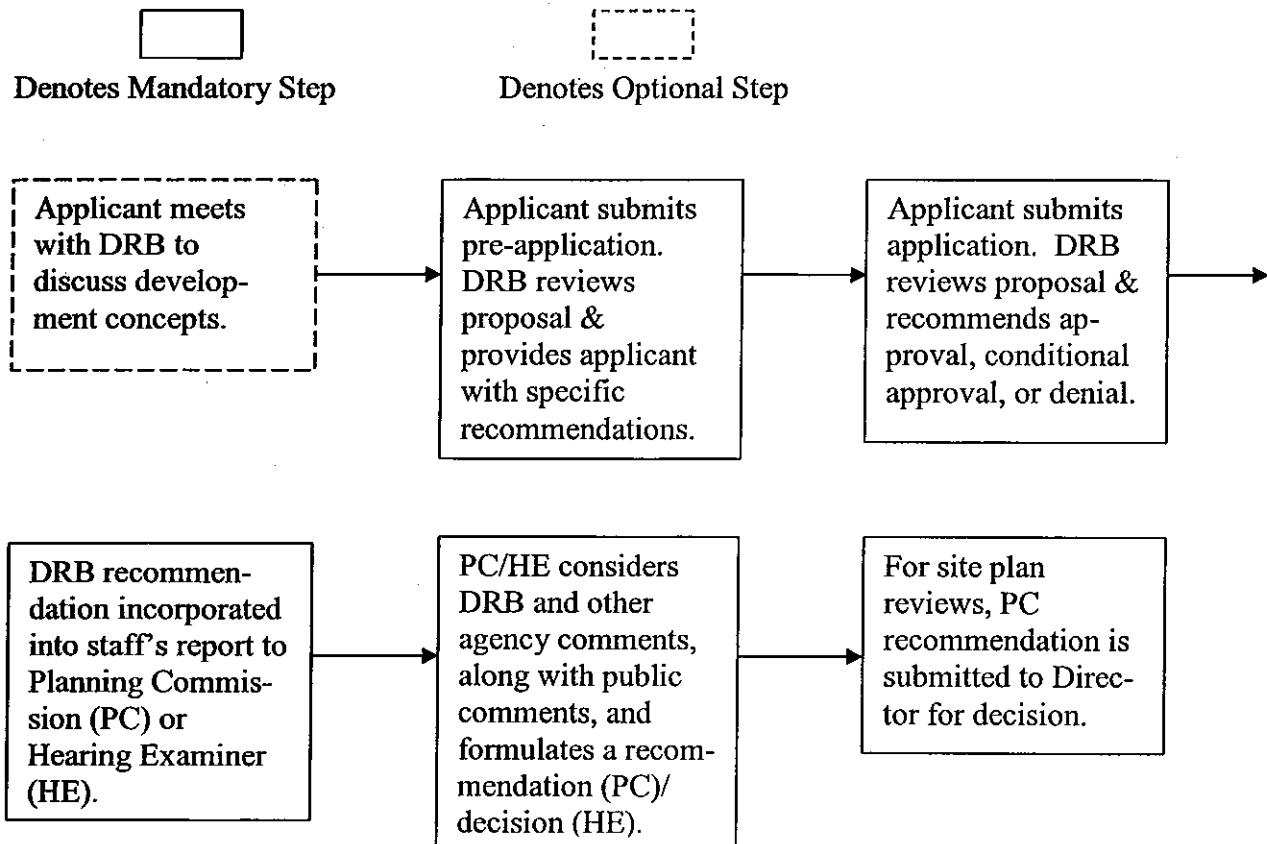 Denotes Mandatory Step
Denotes Optional Step
Applicant meets
with DRB to
discuss develop-
ment concepts.
Applicant submits
pre-application.
DRB reviews
proposal &
provides applicant
with specific
recommendations.
Applicant submits
application.  DRB
reviews proposal &
recommends ap-
proval, conditional
approval, or denial.
DRB recommen-
dation incorporated
into staff's report to
Planning Commis-
sion (PC) or
Hearing Examiner
(HE).
PC/HE considers
DRB and other
agency comments,
along with public
comments, and
formulates a recom-
mendation (PC)/
decision (HE).
For site plan
reviews, PC
recommendation is
submitted to Direc-
tor for decision.